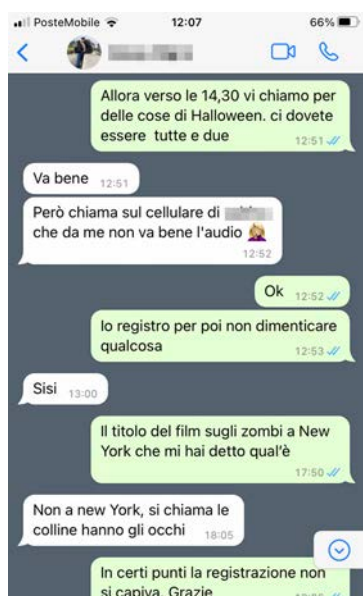 PosteMobile 12:07 66%
Allora verso le 14,30 vi chiamo per
delle cose di Halloween. ci dovete
essere tutte e due 12:51
Va bene 12:51
Però chiama sul cellulare di
che da me non va bene l'audio
12:52
Ok 12:52
Io registro per poi non dimenticare
qualcosa 12:53
Sisi 13:00
Il titolo del film sugli zombi a New
York che mi hai detto qual'è
17:50
Non a new York, si chiama le
colline hanno gli occhi 18:05
In certi punti la registrazione non
si capiva. Grazie